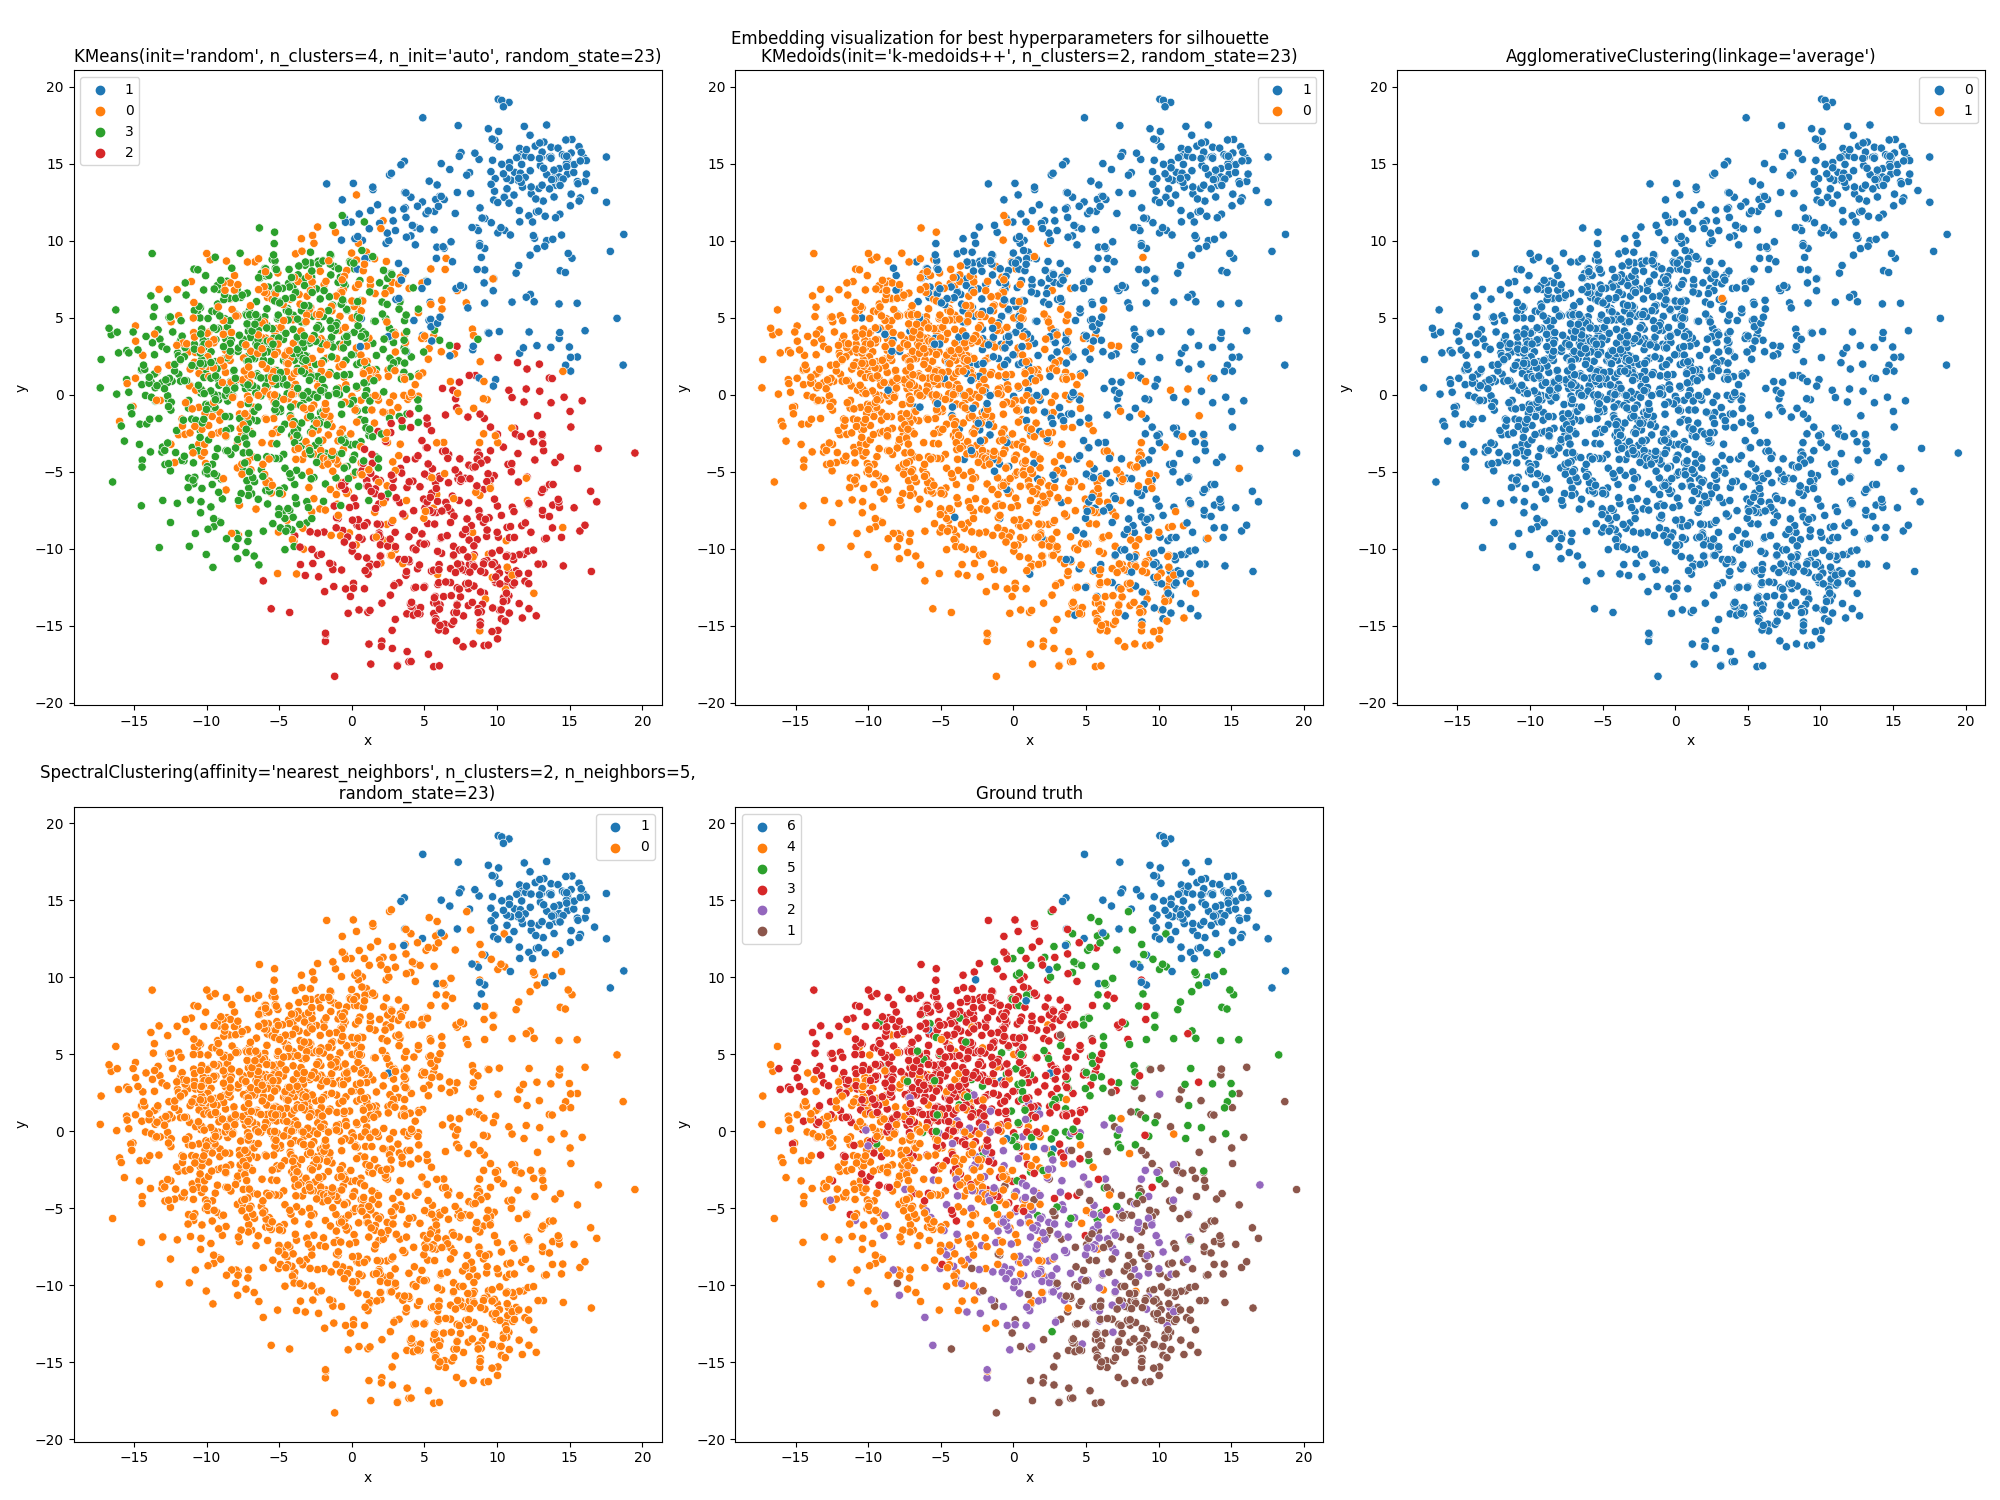 Embedding visualization for best hyperparameters for silhouette
KMeans(init='random', n_clusters=4, n_init='auto', random_state=23)
1
0
3
2
20
15
10
5
0
−5
−10
−15
−20
y
−15 −10 −5 0 5 10 15 20
x
KMedoids(init='k-medoids++', n_clusters=2, random_state=23)
1
0
20
15
10
5
0
−5
−10
−15
−20
y
−15 −10 −5 0 5 10 15 20
x
AgglomerativeClustering(linkage='average')
0
1
20
15
10
5
0
−5
−10
−15
−20
y
−15 −10 −5 0 5 10 15 20
x
SpectralClustering(affinity='nearest_neighbors', n_clusters=2, n_neighbors=5,
random_state=23)
1
0
20
15
10
5
0
−5
−10
−15
−20
y
−15 −10 −5 0 5 10 15 20
x
Ground truth
6
4
5
3
2
1
20
15
10
5
0
−5
−10
−15
−20
y
−15 −10 −5 0 5 10 15 20
x